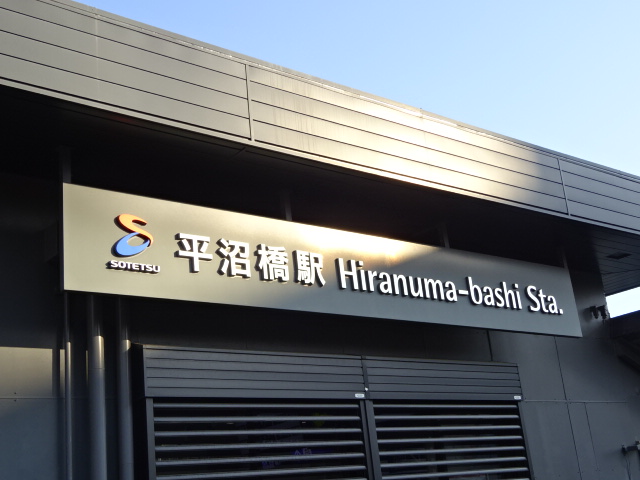 SOTETSU
平沼橋駅 Hiranuma-bashi Sta.